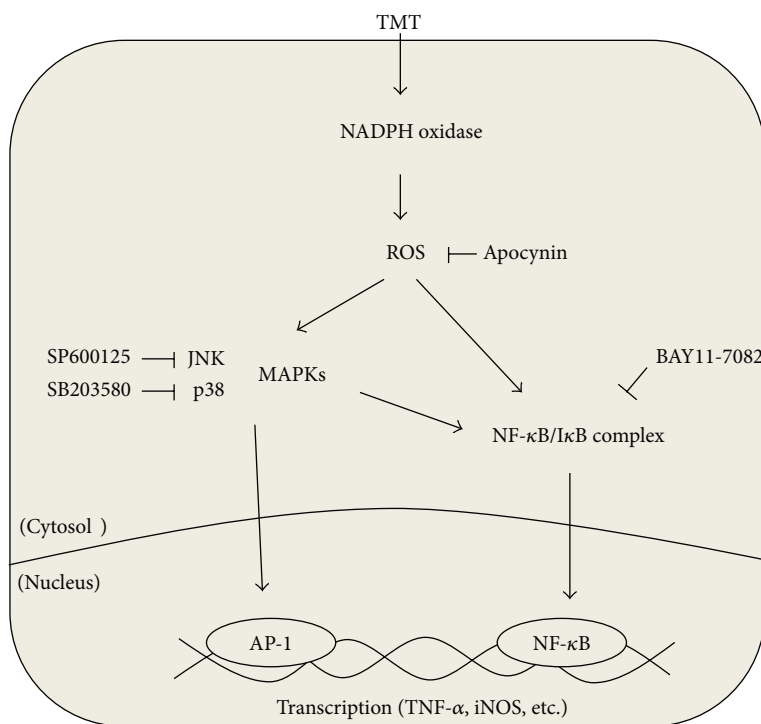 TMT
NADPH oxidase
ROS
Apocynin
SP600125
JNK
SB203580
p38
MAPKs
BAY11-7082
NF-κB/IκB complex
(Cytosol )
(Nucleus)
AP-1
NF-κB
Transcription (TNF-α, iNOS, etc.)